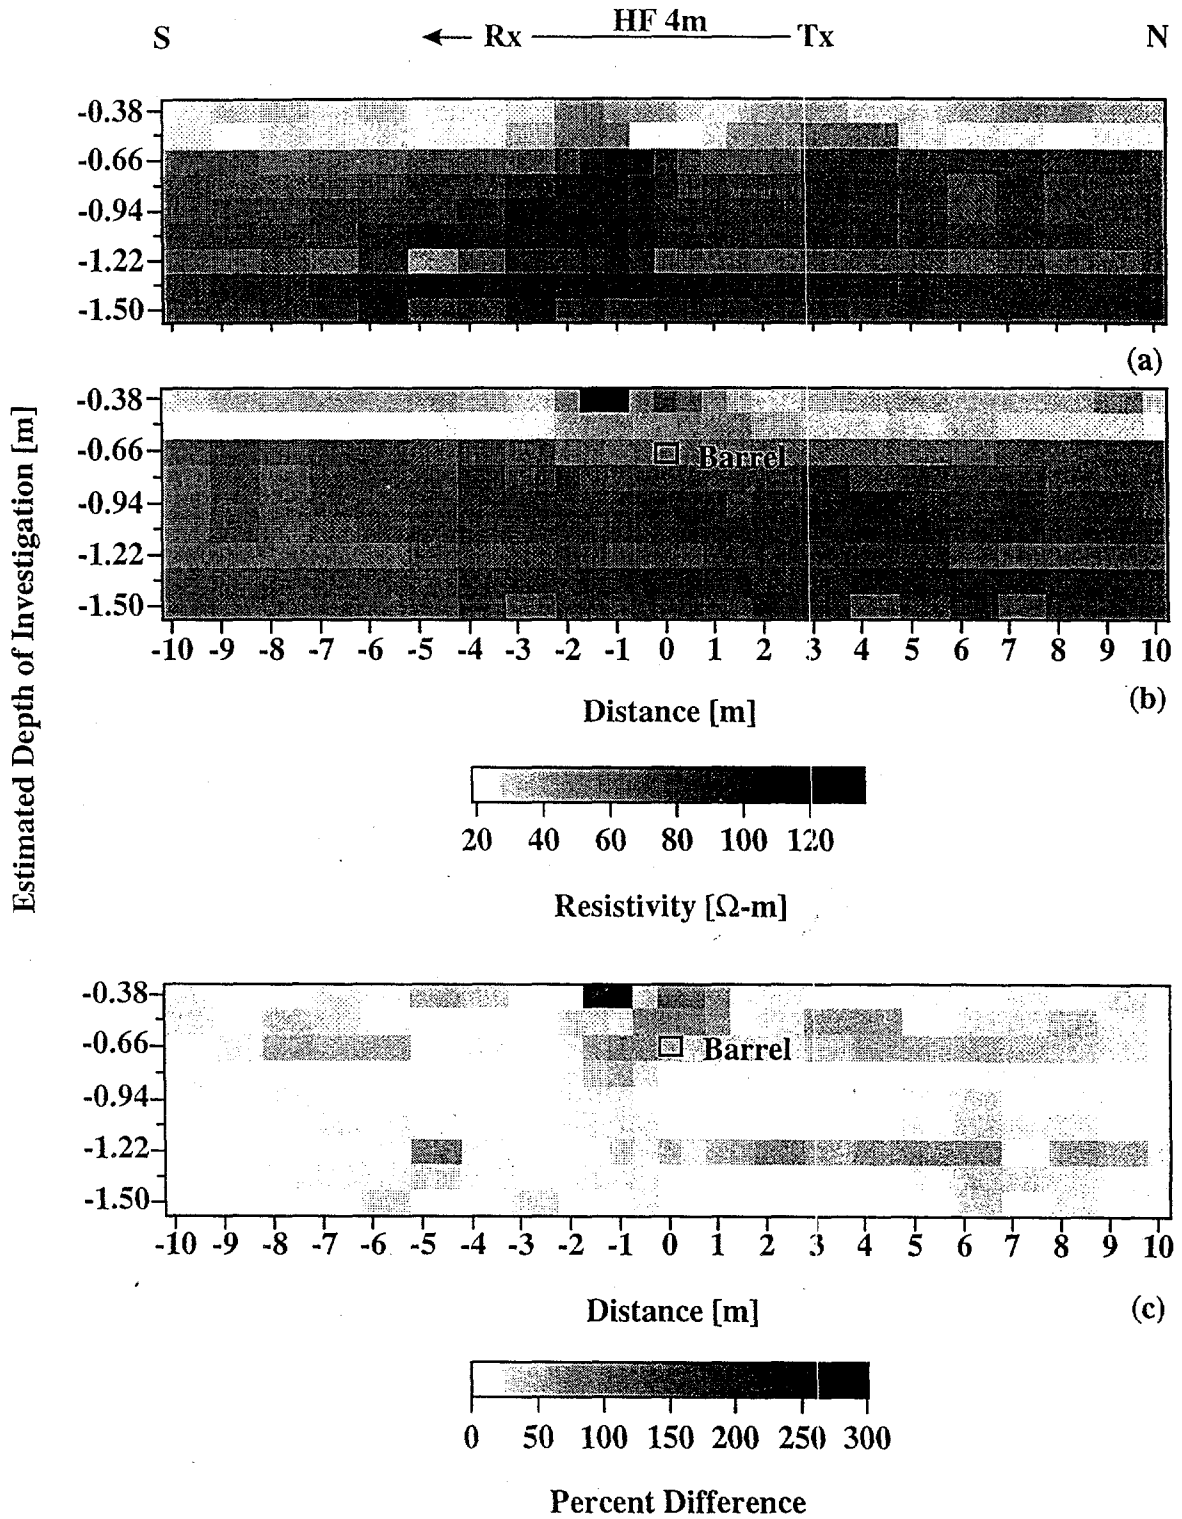 S Rx HF 4m Tx N
-0.38
-0.66
-0.94
-1.22
-1.50
(a)
Estimated Depth of Investigation [m]
-0.38
-0.66
Barrel
-0.94
-1.22
-1.50
-10 -9 -8 -7 -6 -5 -4 -3 -2 -1 0 1 2 3 4 5 6 7 8 9 10
Distance [m]
(b)
20 40 60 80 100 120
Resistivity [Ω-m]
-0.38
-0.66
Barrel
-0.94
-1.22
-1.50
-10 -9 -8 -7 -6 -5 -4 -3 -2 -1 0 1 2 3 4 5 6 7 8 9 10
Distance [m]
(c)
0 50 100 150 200 250 300
Percent Difference